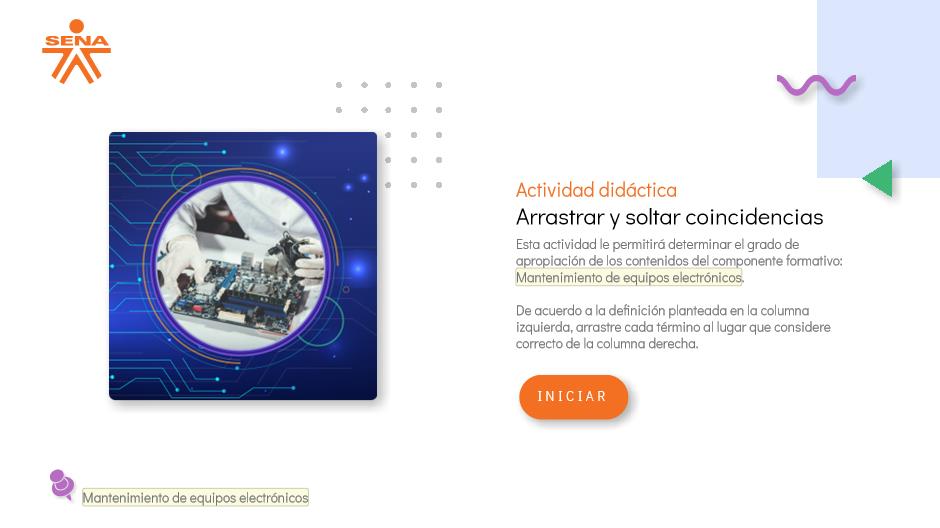 SENA
Actividad didáctica
Arrastrar y soltar coincidencias
Esta actividad le permitirá determinar el grado de
apropiación de los contenidos del componente formativo:
Mantenimiento de equipos electrónicos.
De acuerdo a la definición planteada en la columna
izquierda, arrastre cada término al lugar que considere
correcto de la columna derecha.
INICIAR
Mantenimiento de equipos electrónicos